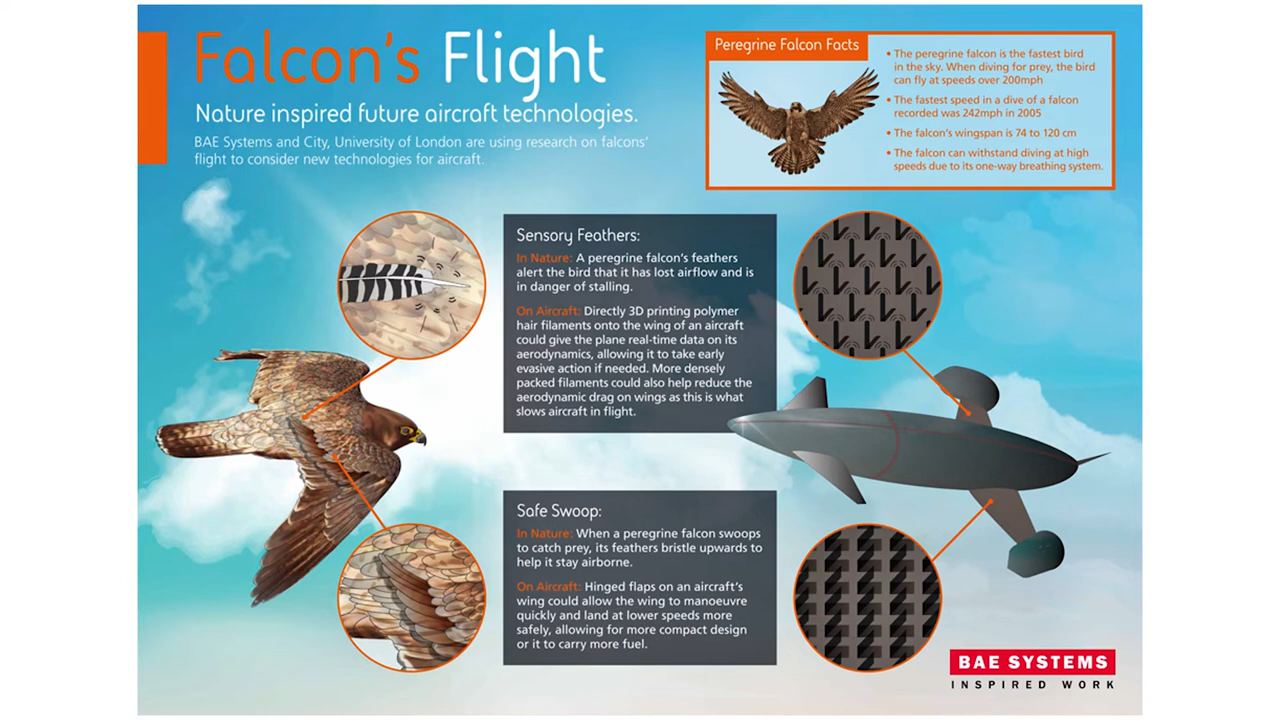 Falcon's Flight
Nature inspired future aircraft technologies.
BAE Systems and City, University of London are using research on falcons'
flight to consider new technologies for aircraft.
Peregrine Falcon Facts
• The peregrine falcon is the fastest bird
in the sky. When diving for prey, the bird
can fly at speeds over 200mph
• The fastest speed in a dive of a falcon
recorded was 242mph in 2005
• The falcon's wingspan is 74 to 120 cm
• The falcon can withstand diving at high
speeds due to its one-way breathing system.
Sensory Feathers:
In Nature: A peregrine falcon's feathers
alert the bird that it has lost airflow and is
in danger of stalling.
On Aircraft: Directly 3D printing polymer
hair filaments onto the wing of an aircraft
could give the plane real-time data on its
aerodynamics, allowing it to take early
evasive action if needed. More densely
packed filaments could also help reduce the
aerodynamic drag on wings as this is what
slows aircraft in flight.
Safe Swoop:
In Nature: When a peregrine falcon swoops
to catch prey, its feathers bristle upwards to
help it stay airborne.
On Aircraft: Hinged flaps on an aircraft's
wing could allow the wing to manoeuvre
quickly and land at lower speeds more
safely, allowing for more compact design
or it to carry more fuel.
BAE SYSTEMS
INSPIRED WORK